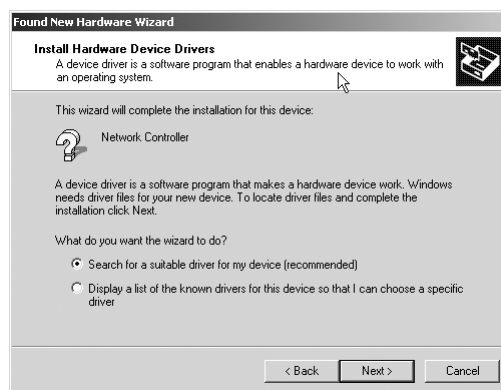 Found New Hardware Wizard
Install Hardware Device Drivers
A device driver is a software program that enables a hardware device to work with
an operating system.
This wizard will complete the installation for this device:
Network Controller
A device driver is a software program that makes a hardware device work. Windows
needs driver files for your new device. To locate driver files and complete the
installation click Next.
What do you want the wizard to do?
Search for a suitable driver for my device (recommended)
Display a list of the known drivers for this device so that I can choose a specific
driver
< Back Next > Cancel